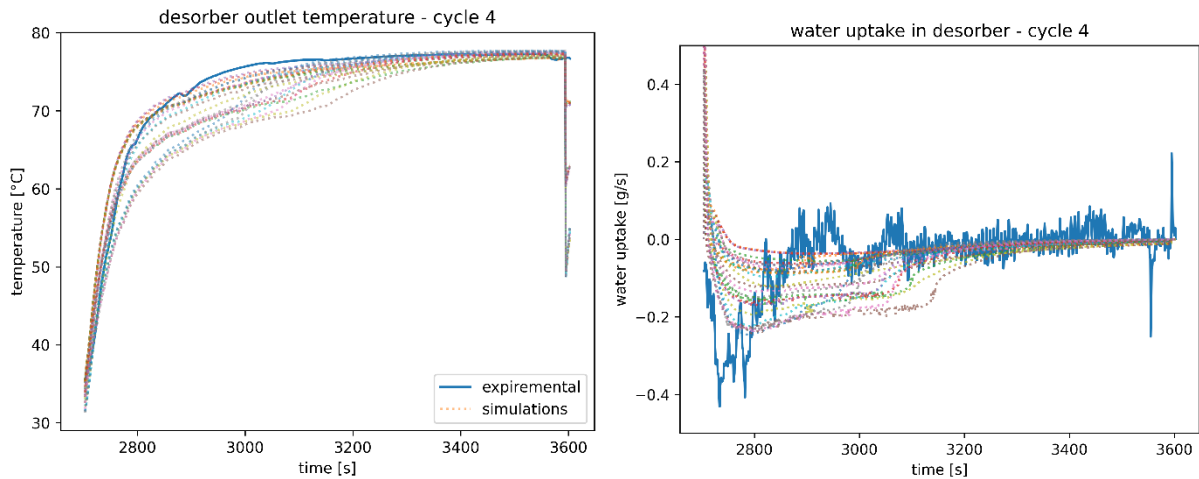 desorber outlet temperature - cycle 4
80
70
60
50
40
30
temperature [°C]
2800 3000 3200 3400 3600
time [s]
expiremental
simulations
water uptake in desorber - cycle 4
0.4
0.2
0.0
−0.2
−0.4
water uptake [g/s]
2800 3000 3200 3400 3600
time [s]